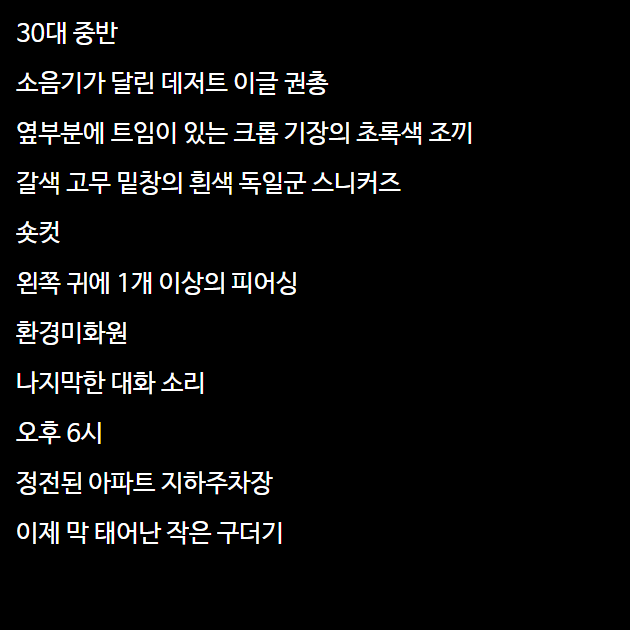 30대 중반
소음기가 달린 데저트 이글 권총
옆부분에 트임이 있는 크롭 기장의 초록색 조끼
갈색 고무 밑창의 흰색 독일군 스니커즈
숏컷
왼쪽 귀에 1개 이상의 피어싱
환경미화원
나지막한 대화 소리
오후 6시
정전된 아파트 지하주차장
이제 막 태어난 작은 구더기